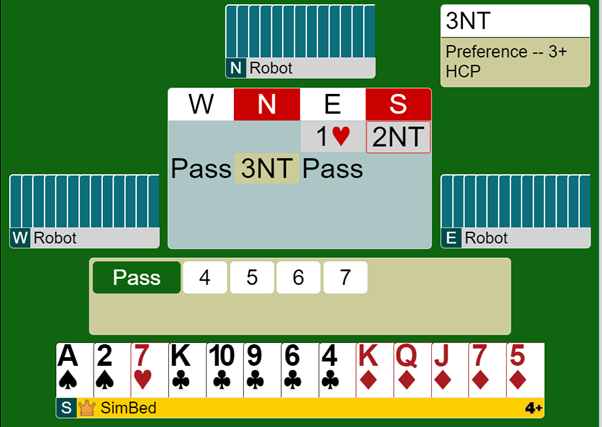 3NT
Preference -- 3+
HCP
N Robot
W N E S
1♥ 2NT
Pass 3NT Pass
W Robot
E Robot
Pass 4 5 6 7
A 2 7 K 10 9 6 4 K Q J 7 5
♠ ♠ ♥ ♣ ♣ ♣ ♣ ♣ ♦ ♦ ♦ ♦ ♦
S SimBed 4+